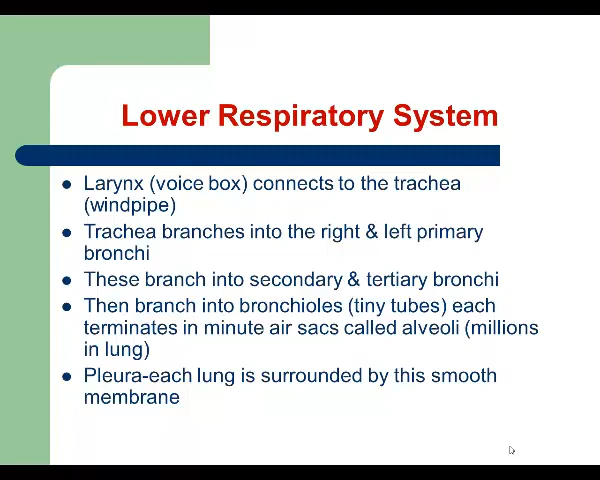 Lower Respiratory System
• Larynx (voice box) connects to the trachea
(windpipe)
• Trachea branches into the right & left primary
bronchi
• These branch into secondary & tertiary bronchi
• Then branch into bronchioles (tiny tubes) each
terminates in minute air sacs called alveoli (millions
in lung)
• Pleura-each lung is surrounded by this smooth
membrane